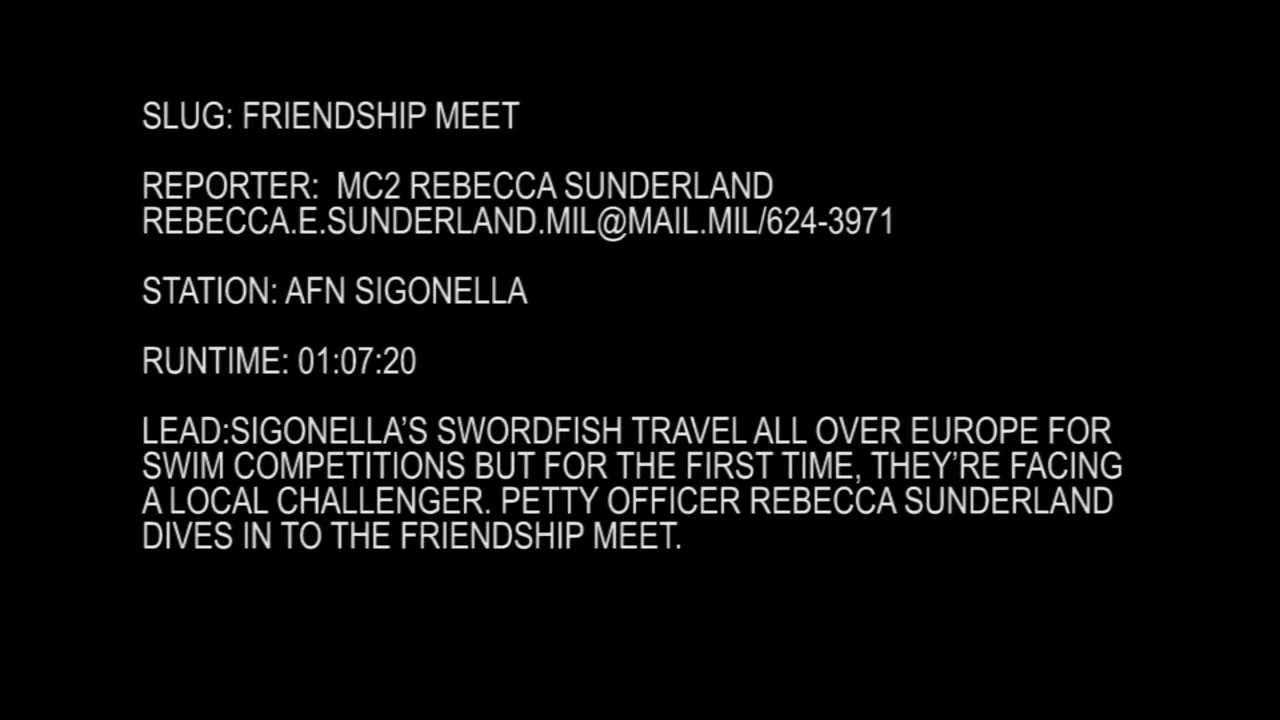 SLUG: FRIENDSHIP MEET
REPORTER:  MC2 REBECCA SUNDERLAND
REBECCA.E.SUNDERLAND.MIL@MAIL.MIL/624-3971
STATION: AFN SIGONELLA
RUNTIME: 01:07:20
LEAD:SIGONELLA’S SWORDFISH TRAVEL ALL OVER EUROPE FOR
SWIM COMPETITIONS BUT FOR THE FIRST TIME, THEY’RE FACING
A LOCAL CHALLENGER. PETTY OFFICER REBECCA SUNDERLAND
DIVES IN TO THE FRIENDSHIP MEET.